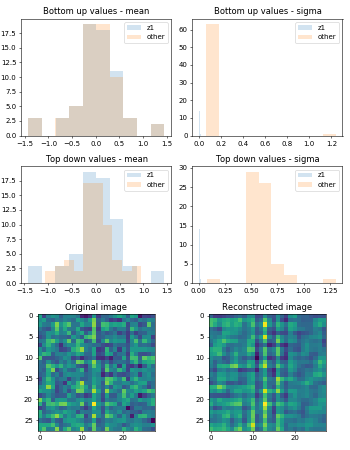 Bottom up values - mean
Bottom up values - sigma
z1
other
z1
other
17.5
15.0
12.5
10.0
7.5
5.0
2.5
0.0
60
50
40
30
20
10
0
−1.5 −1.0 −0.5 0.0 0.5 1.0 1.5
0.0 0.2 0.4 0.6 0.8 1.0 1.2
Top down values - mean
Top down values - sigma
z1
other
z1
other
17.5
15.0
12.5
10.0
7.5
5.0
2.5
0.0
30
25
20
15
10
5
0
−1.5 −1.0 −0.5 0.0 0.5 1.0 1.5
0.00 0.25 0.50 0.75 1.00 1.25
Original image
Reconstructed image
0
5
10
15
20
25
0
5
10
15
20
25
0 10 20
0 10 20